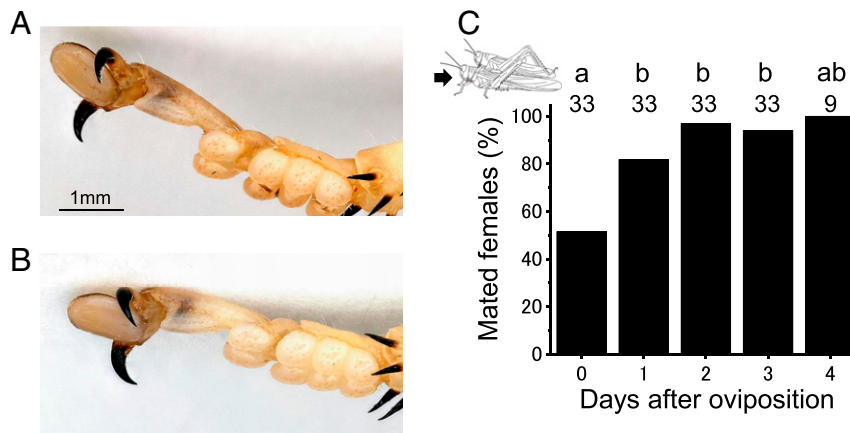 A
1mm
B
C
a b b b ab
33 33 33 33 9
Mated females (%)
100
80
60
40
20
0
0 1 2 3 4
Days after oviposition